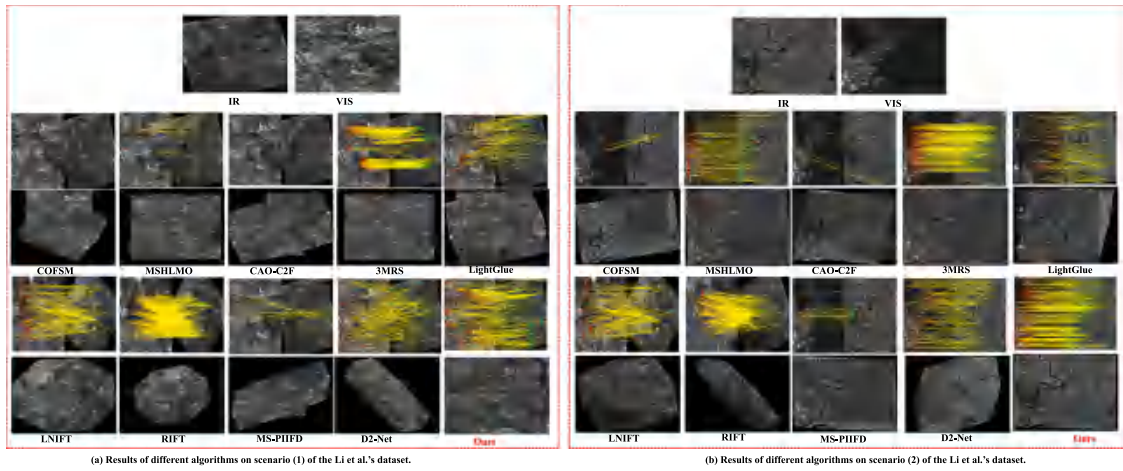 IR VIS
COFSM MSHLMO CAO-C2F 3MRS LightGlue
LNIFT RIFT MS-PIIFD D2-Net Ours
(a) Results of different algorithms on scenario (1) of the Li et al.'s dataset.
IR VIS
COFSM MSHLMO CAO-C2F 3MRS LightGlue
LNIFT RIFT MS-PIIFD D2-Net Ours
(b) Results of different algorithms on scenario (2) of the Li et al.'s dataset.